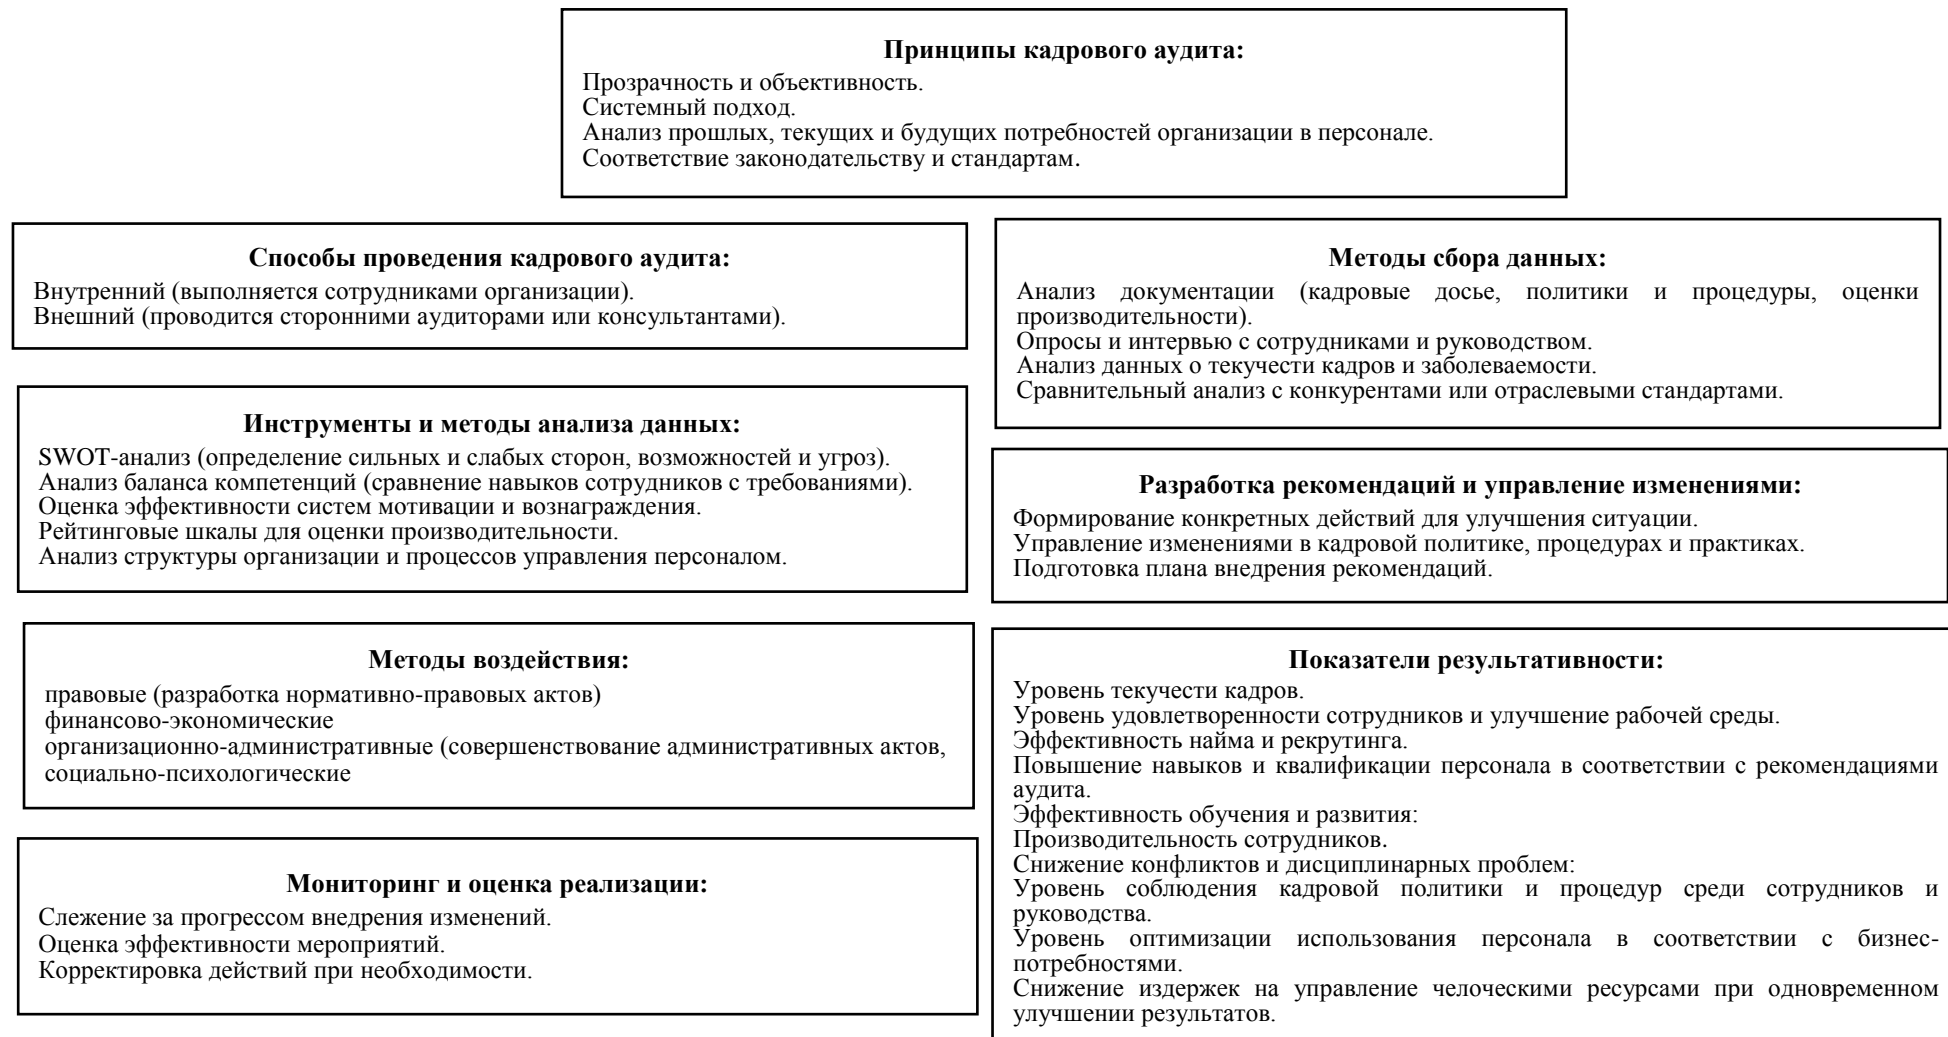 Принципы кадрового аудита:
Прозрачность и объективность.
Системный подход.
Анализ прошлых, текущих и будущих потребностей организации в персонале.
Соответствие законодательству и стандартам.
Способы проведения кадрового аудита:
Внутренний (выполняется сотрудниками организации).
Внешний (проводится сторонними аудиторами или консультантами).
Методы сбора данных:
Анализ документации (кадровые досье, политики и процедуры, оценки
производительности).
Опросы и интервью с сотрудниками и руководством.
Анализ данных о текучести кадров и заболеваемости.
Сравнительный анализ с конкурентами или отраслевыми стандартами.
Инструменты и методы анализа данных:
SWOT-анализ (определение сильных и слабых сторон, возможностей и угроз).
Анализ баланса компетенций (сравнение навыков сотрудников с требованиями).
Оценка эффективности систем мотивации и вознаграждения.
Рейтинговые шкалы для оценки производительности.
Анализ структуры организации и процессов управления персоналом.
Разработка рекомендаций и управление изменениями:
Формирование конкретных действий для улучшения ситуации.
Управление изменениями в кадровой политике, процедурах и практиках.
Подготовка плана внедрения рекомендаций.
Методы воздействия:
правовые (разработка нормативно-правовых актов)
финансово-экономические
организационно-административные (совершенствование административных актов,
социально-психологические
Показатели результативности:
Уровень текучести кадров.
Уровень удовлетворенности сотрудников и улучшение рабочей среды.
Эффективность найма и рекрутинга.
Повышение навыков и квалификации персонала в соответствии с рекомендациями
аудита.
Эффективность обучения и развития:
Производительность сотрудников.
Снижение конфликтов и дисциплинарных проблем:
Уровень соблюдения кадровой политики и процедур среди сотрудников и
руководства.
Уровень оптимизации использования персонала в соответствии с бизнес-
потребностями.
Снижение издержек на управление челоческими ресурсами при одновременном
улучшении результатов.
Мониторинг и оценка реализации:
Слежение за прогрессом внедрения изменений.
Оценка эффективности мероприятий.
Корректировка действий при необходимости.